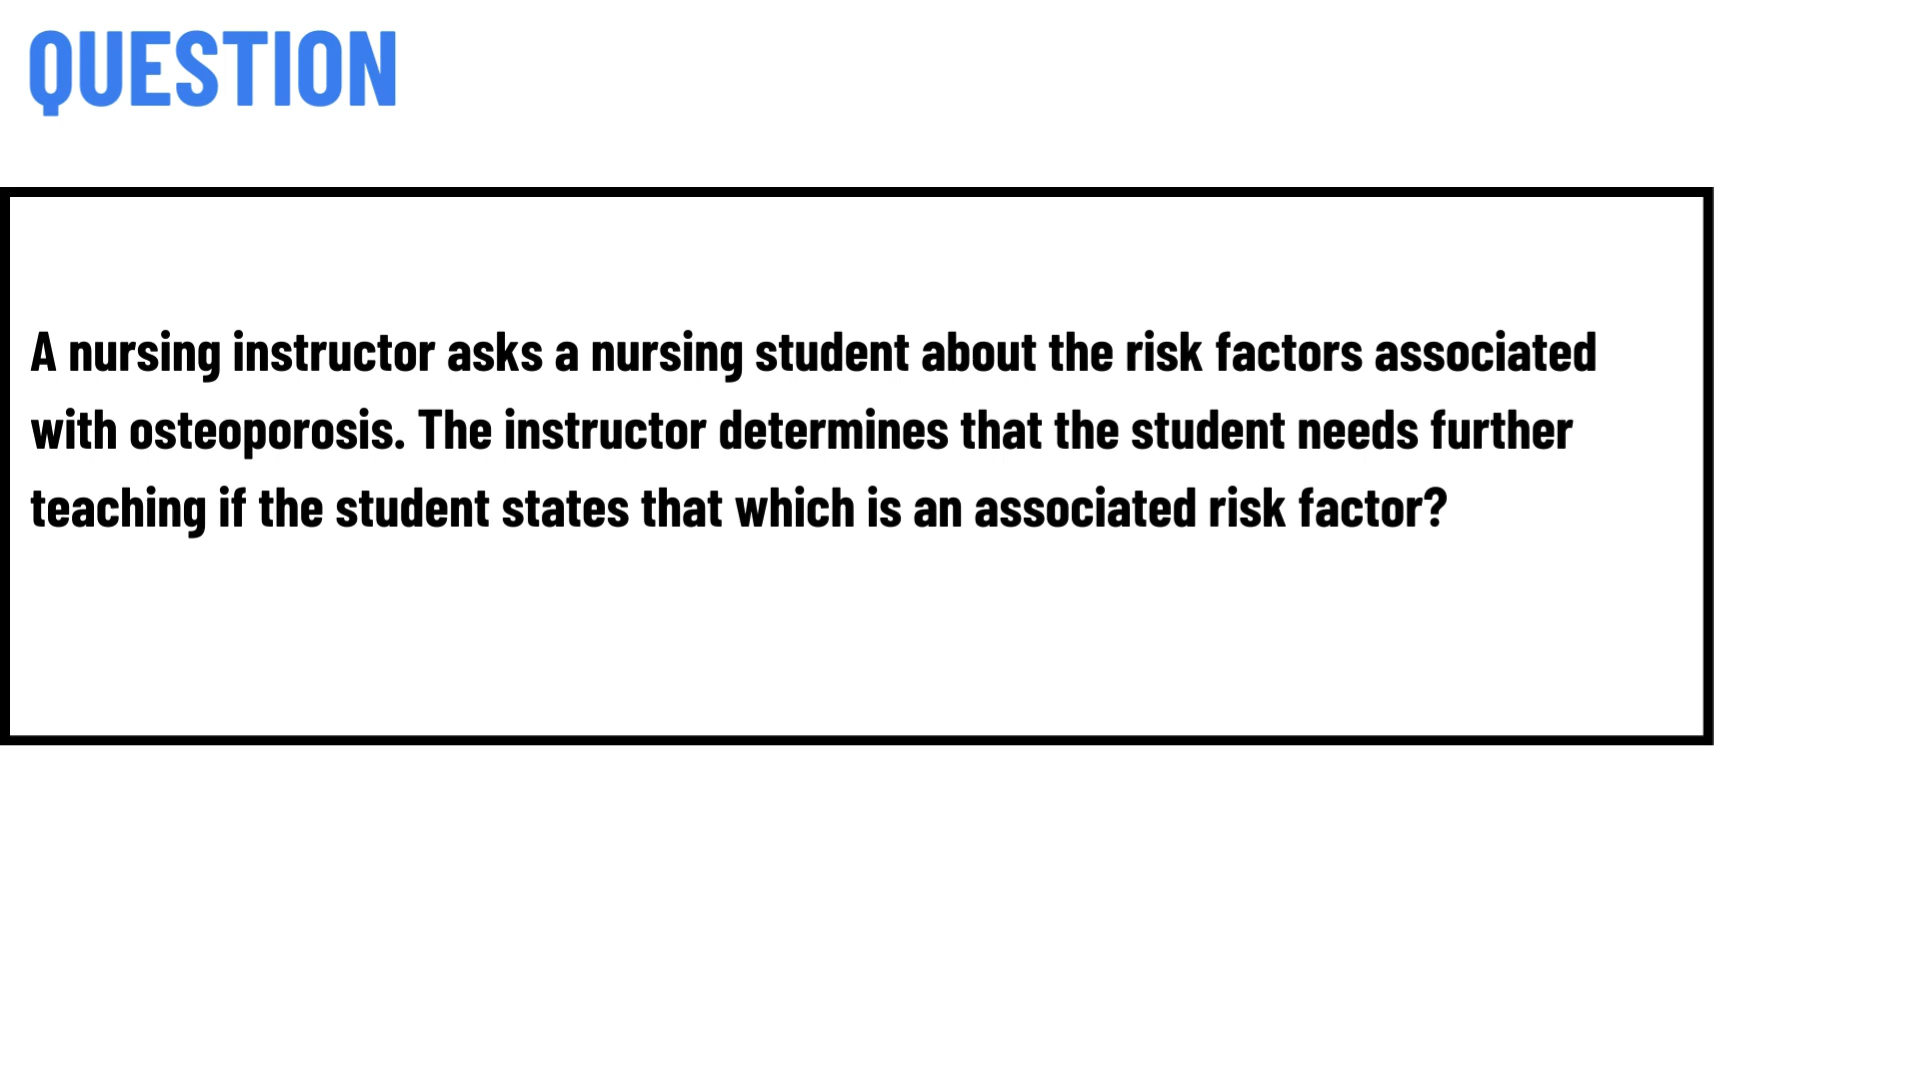 QUESTION
A nursing instructor asks a nursing student about the risk factors associated
with osteoporosis. The instructor determines that the student needs further
teaching if the student states that which is an associated risk factor?